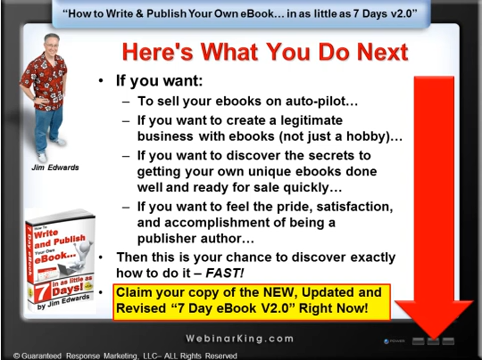 “How to Write & Publish Your Own eBook… in as little as 7 Days v2.0”
Here's What You Do Next
• If you want:
– To sell your ebooks on auto-pilot…
– If you want to create a legitimate
business with ebooks (not just a hobby)…
– If you want to discover the secrets to
getting your own unique ebooks done
well and ready for sale quickly…
– If you want to feel the pride, satisfaction,
and accomplishment of being a
publisher author…
• Then this is your chance to discover exactly
how to do it – FAST!
• Claim your copy of the NEW, Updated and
Revised “7 Day eBook V2.0” Right Now!
Jim Edwards
How To
Write
and Publish
Your Own
eBook...
7 in as little as
Days!
by Jim Edwards
WebinarKing.com
© Guaranteed Response Marketing, LLC– ALL Rights Reserved